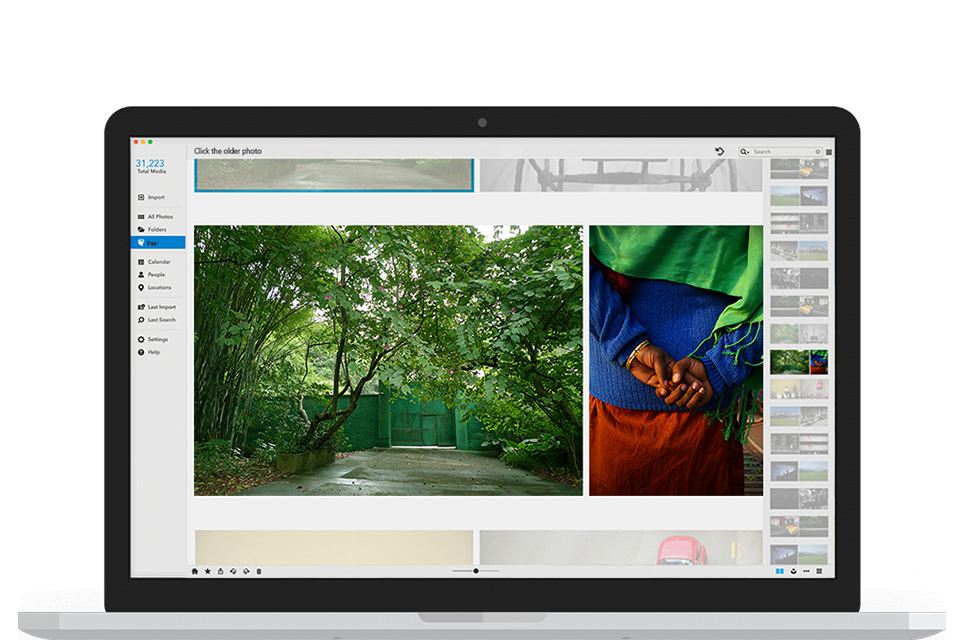 Click the older photo
Search
31,223
Total Media
Import
All Photos
Folders
Pair
Calendar
People
Locations
Last Import
Last Search
Settings
Help